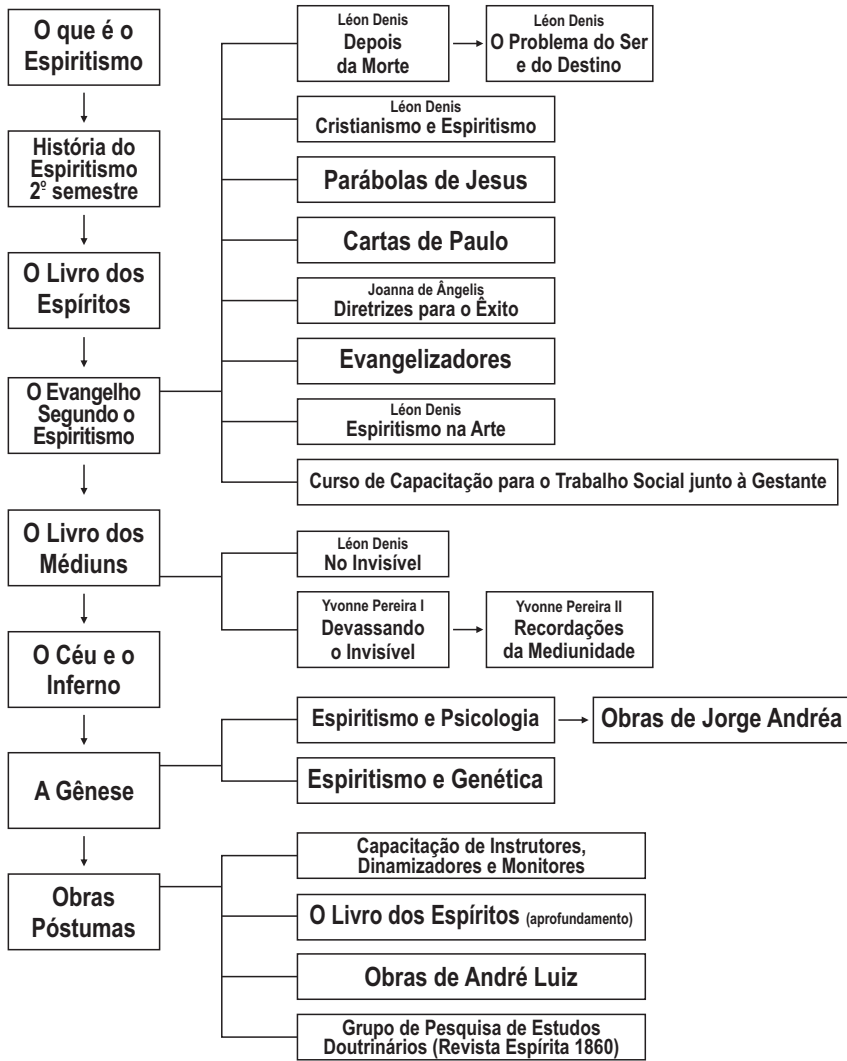 O que é o
Espiritismo
História do
Espiritismo
2º semestre
O Livro dos
Espíritos
O Evangelho
Segundo o
Espiritismo
O Livro dos
Médiuns
O Céu e o
Inferno
A Gênese
Obras
Póstumas
Léon Denis
Depois
da Morte
Léon Denis
O Problema do Ser
e do Destino
Léon Denis
Cristianismo e Espiritismo
Parábolas de Jesus
Cartas de Paulo
Joanna de Ângelis
Diretrizes para o Êxito
Evangelizadores
Léon Denis
Espiritismo na Arte
Curso de Capacitação para o Trabalho Social junto à Gestante
Léon Denis
No Invisível
Yvonne Pereira I
Devassando
o Invisível
Yvonne Pereira II
Recordações
da Mediunidade
Espiritismo e Psicologia
Obras de Jorge Andréa
Espiritismo e Genética
Capacitação de Instrutores,
Dinamizadores e Monitores
O Livro dos Espíritos (aprofundamento)
Obras de André Luiz
Grupo de Pesquisa de Estudos
Doutrinários (Revista Espírita 1860)